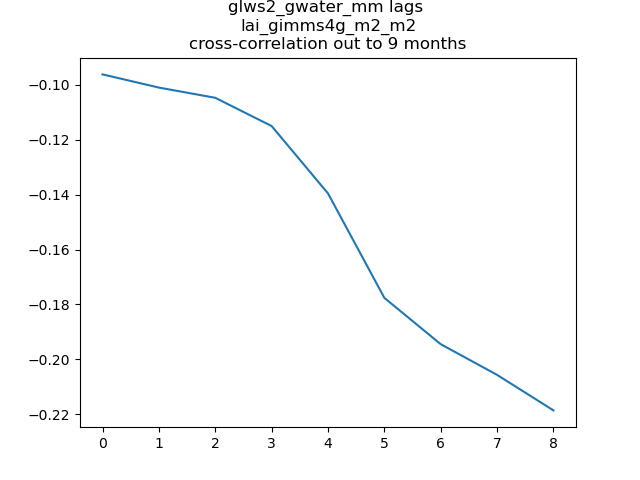 glws2_gwater_mm lags
lai_gimms4g_m2_m2
cross-correlation out to 9 months
−0.10
−0.12
−0.14
−0.16
−0.18
−0.20
−0.22
0 1 2 3 4 5 6 7 8